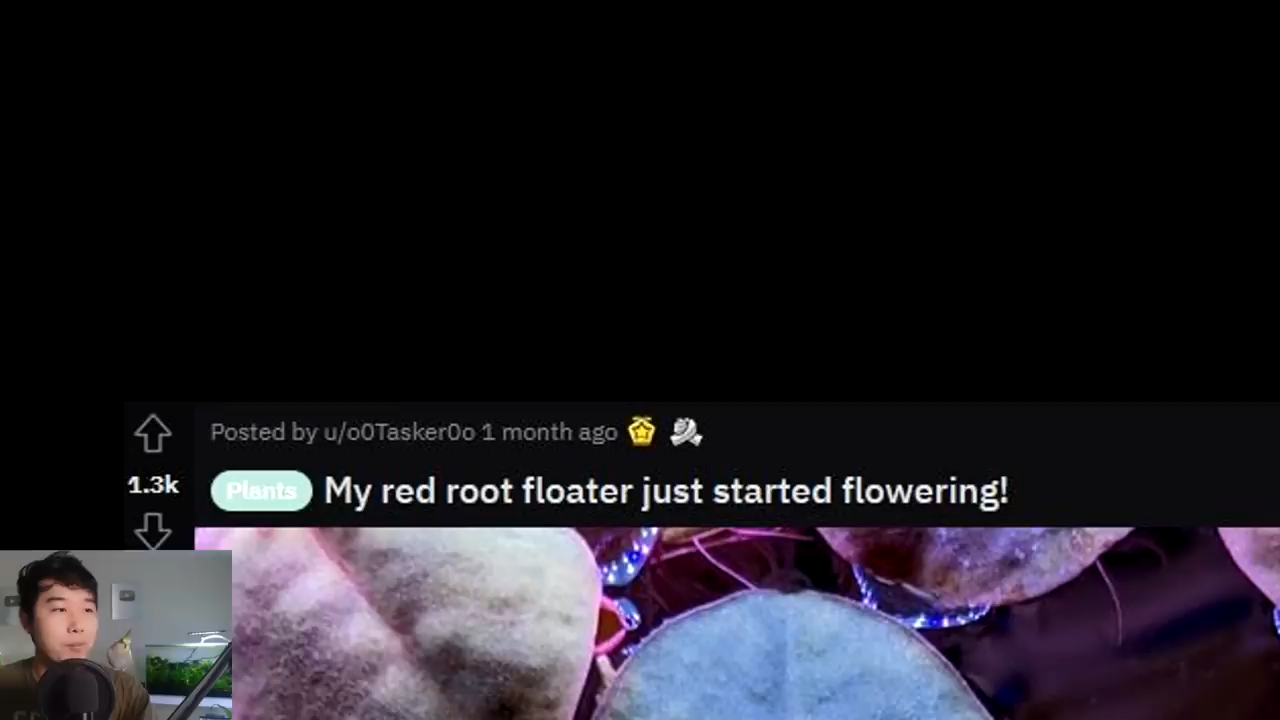 Posted by u/o0Tasker0o 1 month ago
1.3k
Plants My red root floater just started flowering!